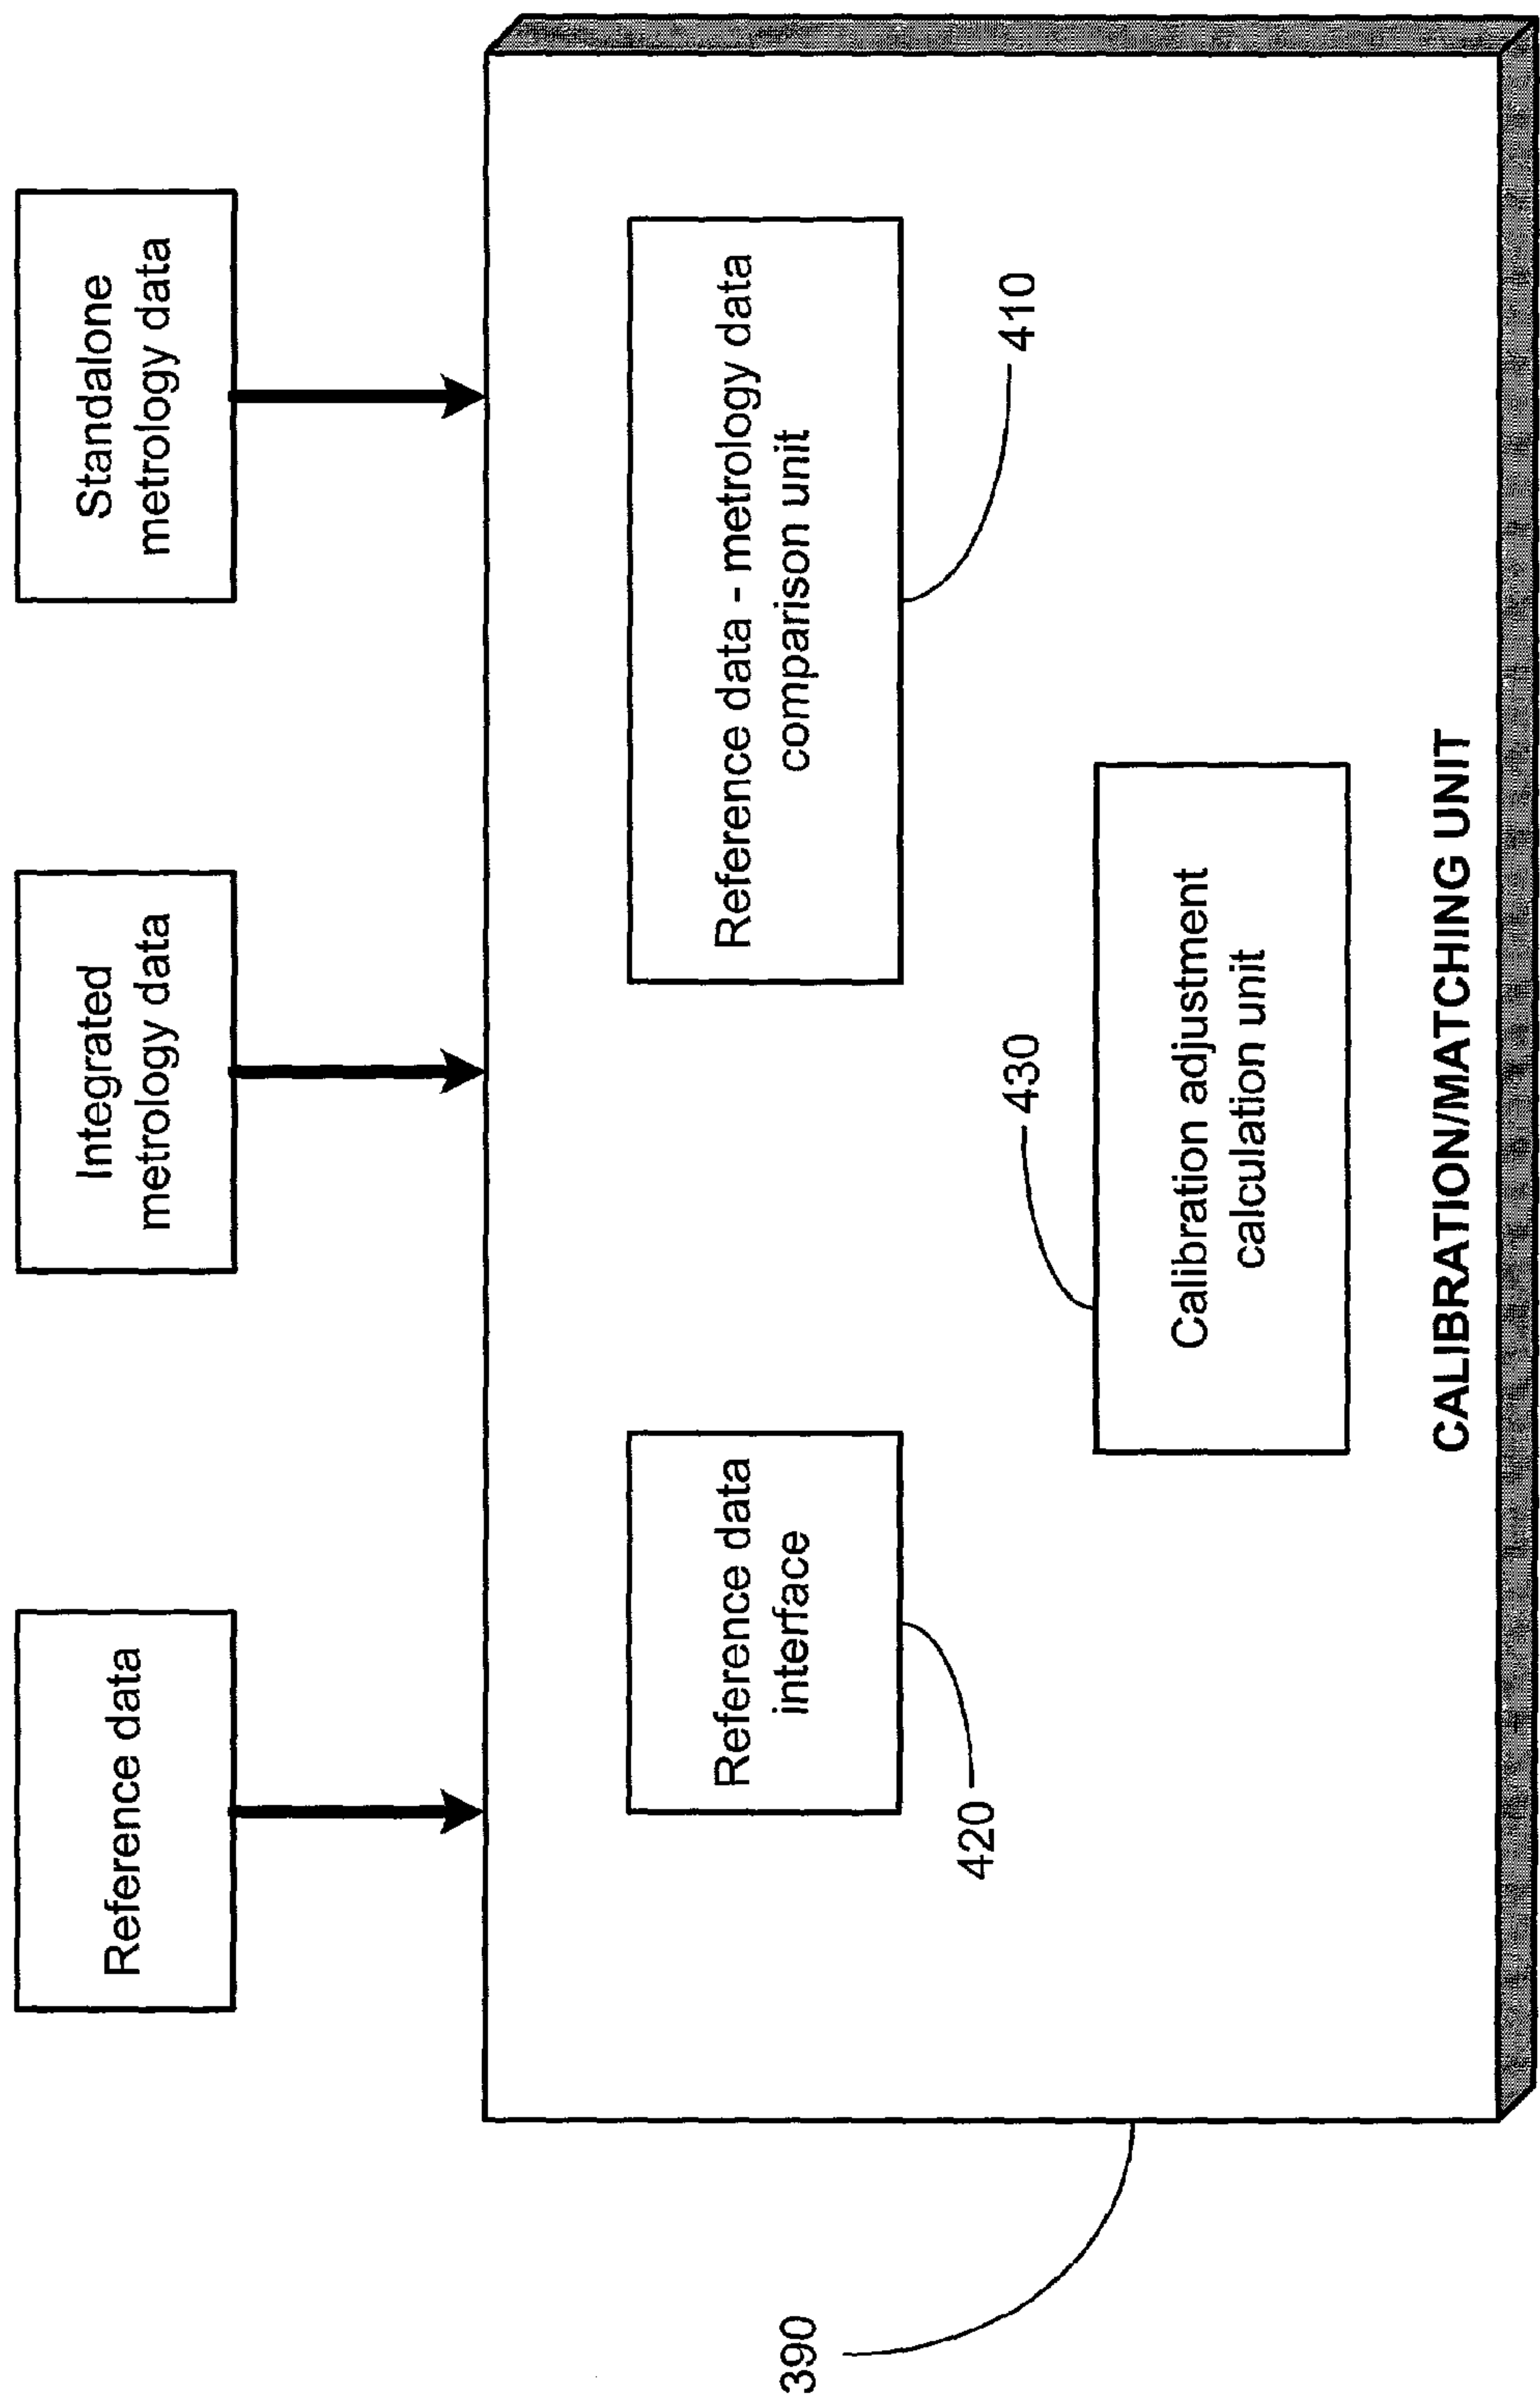 Reference data
Integrated
metrology data
Standalone
metrology data
Reference data
interface
Reference data - metrology data
comparison unit
420
430
410
Calibration adjustment
calculation unit
CALIBRATION/MATCHING UNIT
390